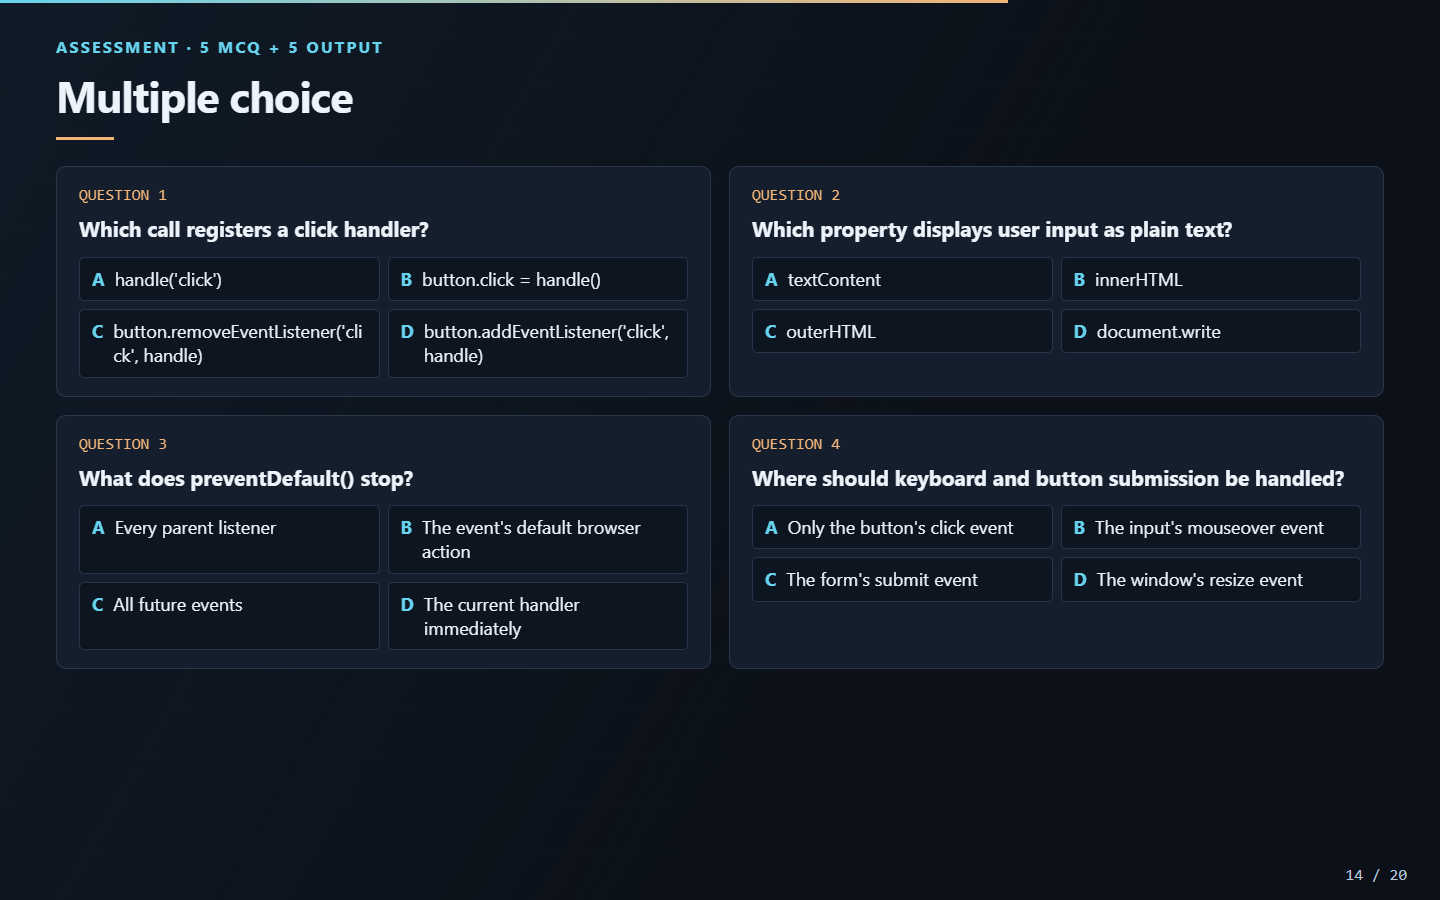 ASSESSMENT · 5 MCQ + 5 OUTPUT
Multiple choice
QUESTION 1
Which call registers a click handler?
A handle('click')
B button.click = handle()
C button.removeEventListener('cli
ck', handle)
D button.addEventListener('click',
handle)
QUESTION 2
Which property displays user input as plain text?
A textContent
B innerHTML
C outerHTML
D document.write
QUESTION 3
What does preventDefault() stop?
A Every parent listener
B The event's default browser
action
C All future events
D The current handler
immediately
QUESTION 4
Where should keyboard and button submission be handled?
A Only the button's click event
B The input's mouseover event
C The form's submit event
D The window's resize event
14 / 20